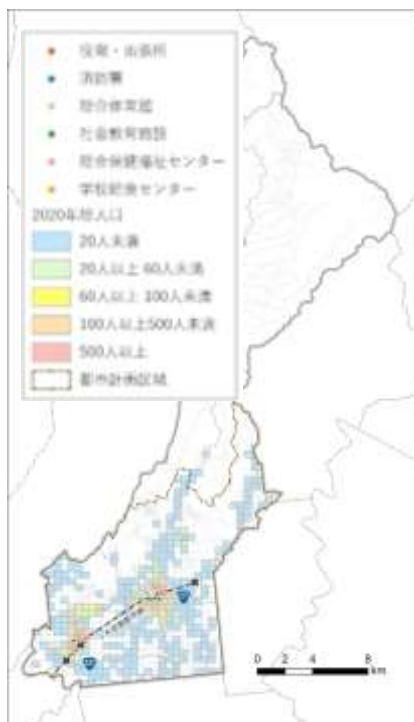 役場・出張所
消防署
総合体育館
社会教育施設
総合保健福祉センター
学校給食センター
2020年総人口
20人未満
20人以上 60人未満
60人以上 100人未満
100人以上500人未満
500人以上
都市計画区域
0 2 4 8
km